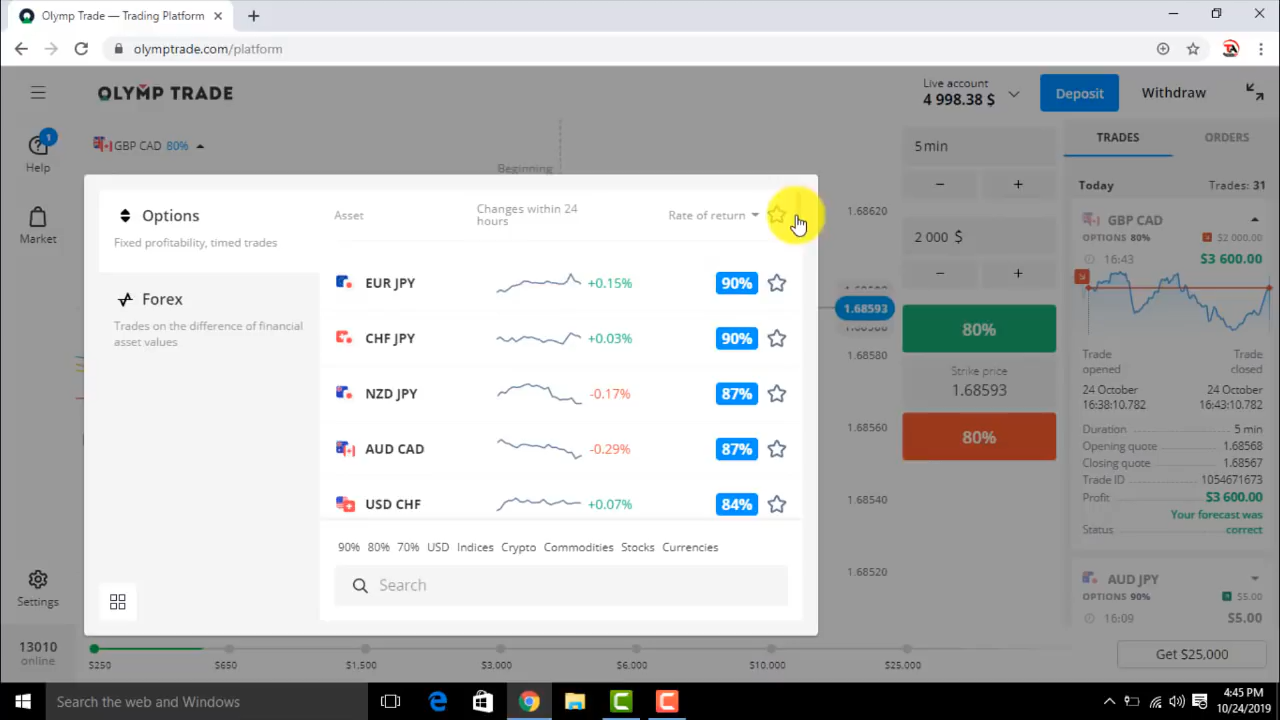 Olymp Trade — Trading Platform
olymptrade.com/platform
OLYMP TRADE
Live account
4 998.38 $
Deposit
Withdraw
1
Help
Market
Settings
13010
online
GBP CAD 80%
Beginning
Options
Fixed profitability, timed trades
Forex
Trades on the difference of financial
asset values
Asset
Changes within 24
hours
Rate of return
EUR JPY +0.15% 90%
CHF JPY +0.03% 90%
NZD JPY -0.17% 87%
AUD CAD -0.29% 87%
USD CHF +0.07% 84%
90% 80% 70% USD Indices Crypto Commodities Stocks Currencies
Search
1.68620
1.68593
1.68580
1.68560
1.68540
1.68520
5 min
− +
2 000 $
− +
80%
Strike price
1.68593
80%
TRADES ORDERS
Today Trades: 31
GBP CAD
OPTIONS 80% $2 000.00
16:43 $3 600.00
Trade
opened
Trade
closed
24 October
16:38:10.782
24 October
16:43:10.782
Duration 5 min
Opening quote 1.68568
Closing quote 1.68567
Trade ID 1054671673
Profit $3 600.00
Status Your forecast was
correct
AUD JPY
OPTIONS 90% $5.00
16:09 $5.00
$250 $650 $1,500 $3,000 $6,000 $10,000 $25,000
Get $25,000
Search the web and Windows
4:45 PM
10/24/2019